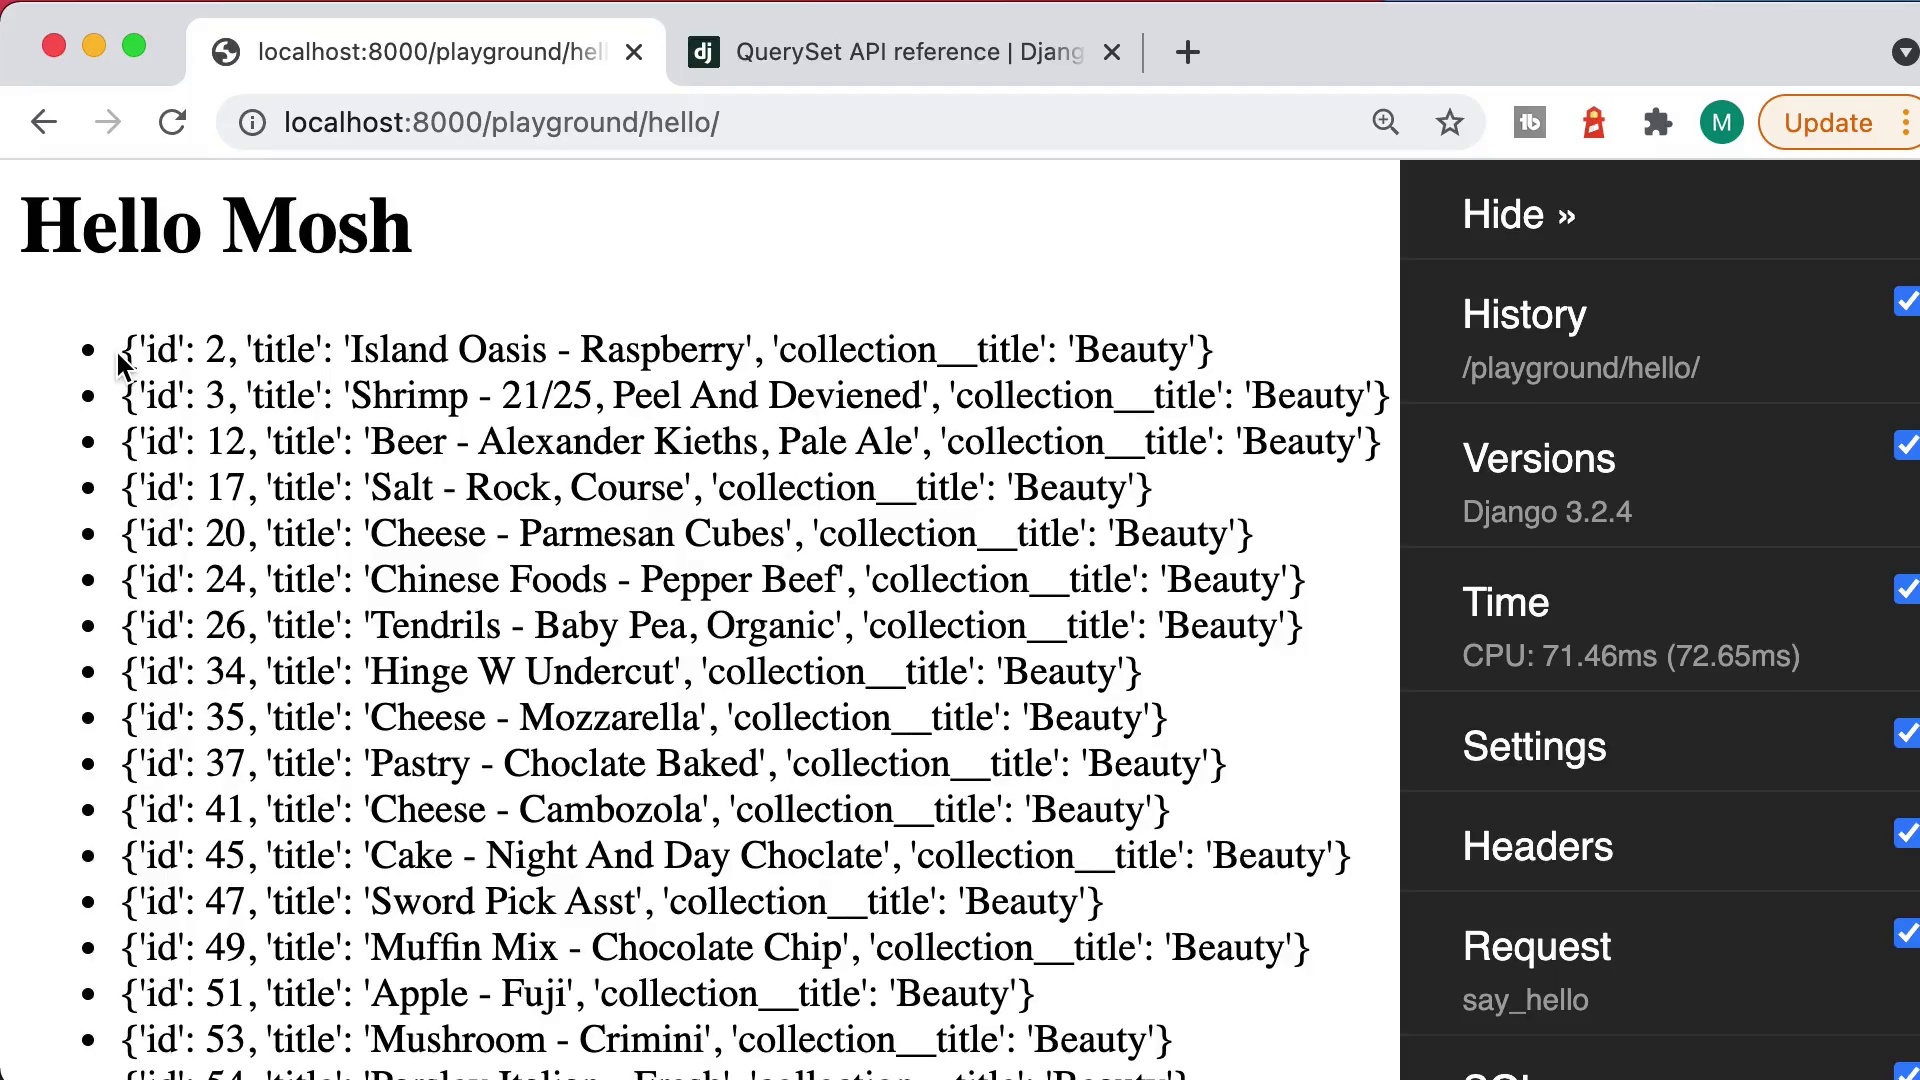 localhost:8000/playground/hel
QuerySet API reference | Djang
localhost:8000/playground/hello/
M
Update
Hello Mosh
{'id': 2, 'title': 'Island Oasis - Raspberry', 'collection__title': 'Beauty'}
{'id': 3, 'title': 'Shrimp - 21/25, Peel And Deviened', 'collection__title': 'Beauty'}
{'id': 12, 'title': 'Beer - Alexander Kieths, Pale Ale', 'collection__title': 'Beauty'}
{'id': 17, 'title': 'Salt - Rock, Course', 'collection__title': 'Beauty'}
{'id': 20, 'title': 'Cheese - Parmesan Cubes', 'collection__title': 'Beauty'}
{'id': 24, 'title': 'Chinese Foods - Pepper Beef', 'collection__title': 'Beauty'}
{'id': 26, 'title': 'Tendrils - Baby Pea, Organic', 'collection__title': 'Beauty'}
{'id': 34, 'title': 'Hinge W Undercut', 'collection__title': 'Beauty'}
{'id': 35, 'title': 'Cheese - Mozzarella', 'collection__title': 'Beauty'}
{'id': 37, 'title': 'Pastry - Choclate Baked', 'collection__title': 'Beauty'}
{'id': 41, 'title': 'Cheese - Cambozola', 'collection__title': 'Beauty'}
{'id': 45, 'title': 'Cake - Night And Day Choclate', 'collection__title': 'Beauty'}
{'id': 47, 'title': 'Sword Pick Asst', 'collection__title': 'Beauty'}
{'id': 49, 'title': 'Muffin Mix - Chocolate Chip', 'collection__title': 'Beauty'}
{'id': 51, 'title': 'Apple - Fuji', 'collection__title': 'Beauty'}
{'id': 53, 'title': 'Mushroom - Crimini', 'collection__title': 'Beauty'}
Hide »
History
/playground/hello/
Versions
Django 3.2.4
Time
CPU: 71.46ms (72.65ms)
Settings
Headers
Request
say_hello